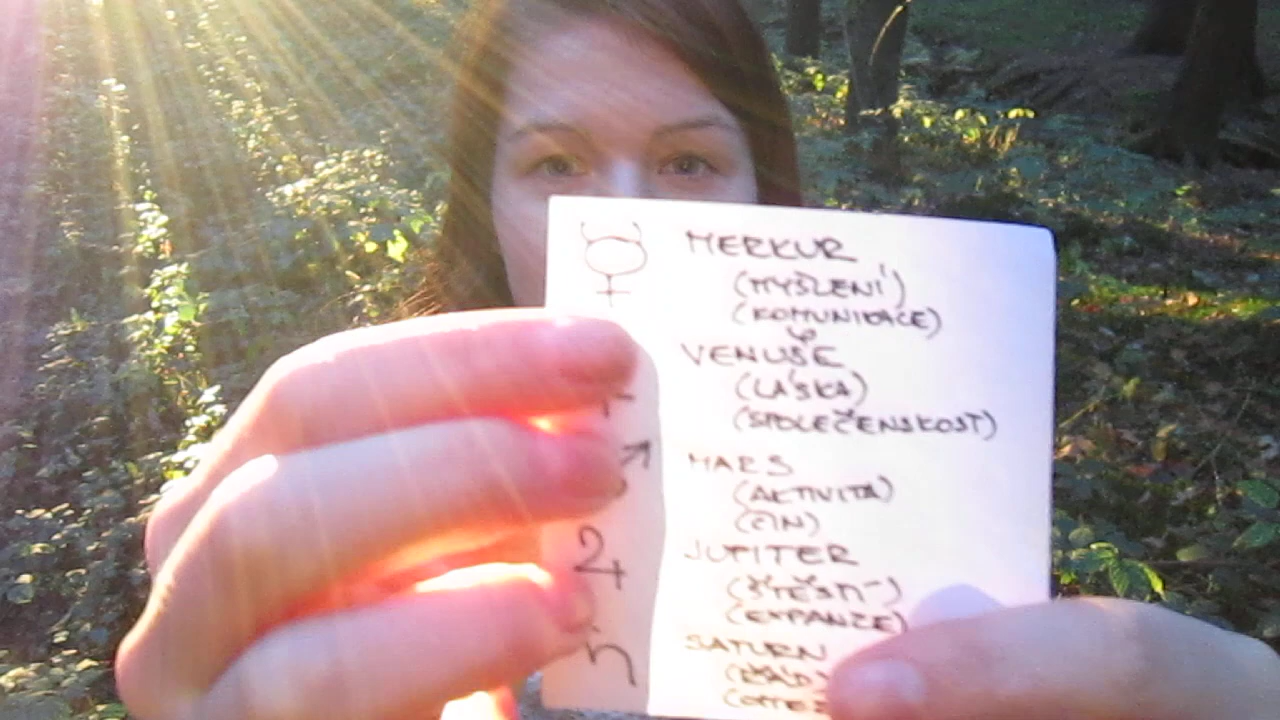 ☿ MERKUR
(MYŠLENÍ)
(KOMUNIKACE)
VENUŠE
(LÁSKA)
(SPOLEČENSKOST)
MARS
(AKTIVITA)
(ČIN)
♃ JUPITER
(ŠTĚSTÍ)
(EXPANZE)
♄ SATURN